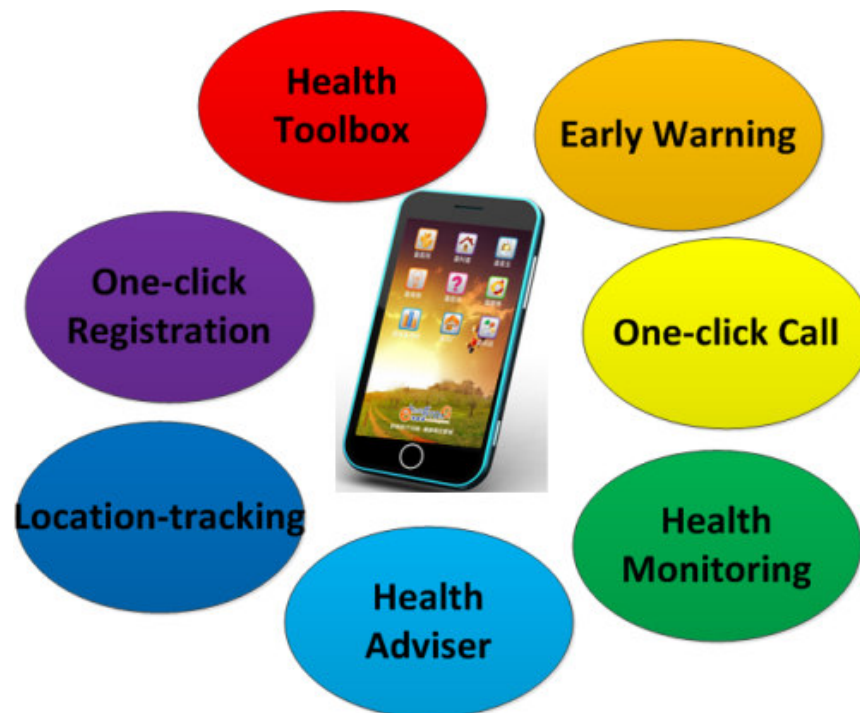 Health
Toolbox
Early Warning
One-click
Registration
One-click Call
Location-tracking
Health
Monitoring
Health
Adviser